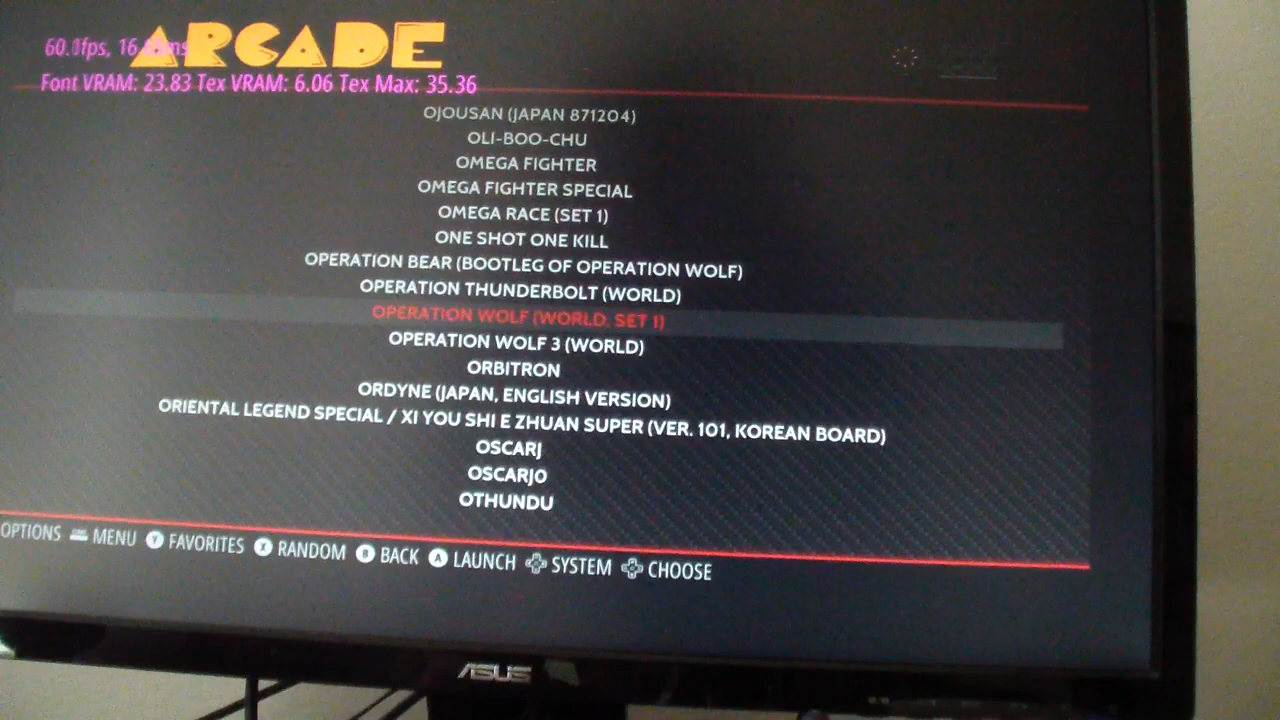 ARCADE
60.0fps, 16
Font VRAM: 23.83 Tex VRAM: 6.06 Tex Max: 35.36
OJOUSAN (JAPAN 871204)
OLI-BOO-CHU
OMEGA FIGHTER
OMEGA FIGHTER SPECIAL
OMEGA RACE (SET 1)
ONE SHOT ONE KILL
OPERATION BEAR (BOOTLEG OF OPERATION WOLF)
OPERATION THUNDERBOLT (WORLD)
OPERATION WOLF (WORLD, SET 1)
OPERATION WOLF 3 (WORLD)
ORBITRON
ORDYNE (JAPAN, ENGLISH VERSION)
ORIENTAL LEGEND SPECIAL / XI YOU SHI E ZHUAN SUPER (VER. 101, KOREAN BOARD)
OSCARJ
OSCARJ0
OTHUNDU
OPTIONS MENU Y FAVORITES X RANDOM B BACK A LAUNCH SYSTEM CHOOSE
ASUS